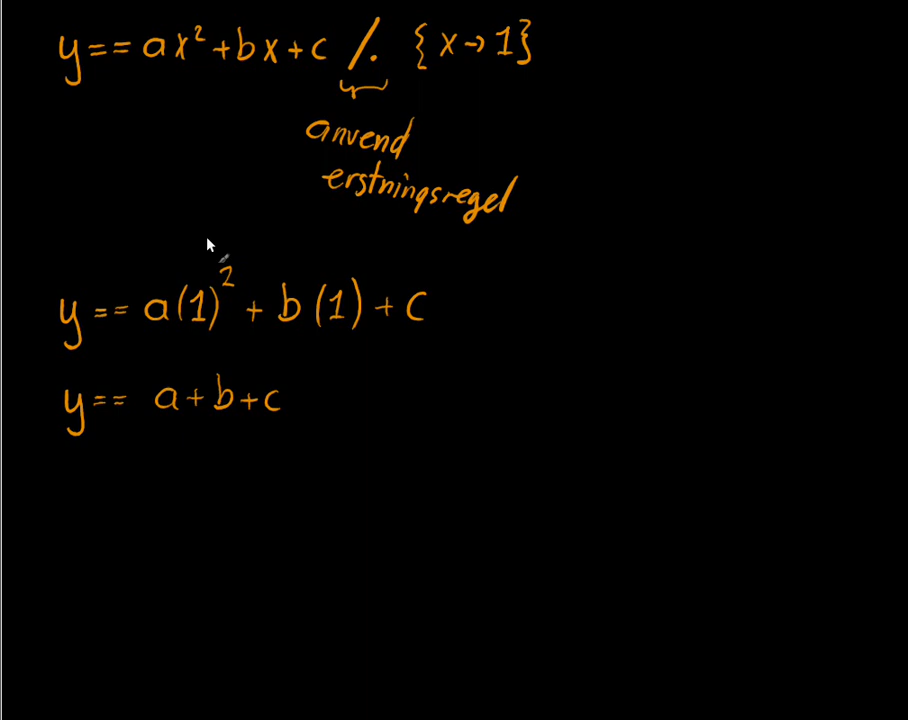 y == ax² + bx + c /. {x → 1}
anvend
erstningsregel
y == a(1)² + b(1) + c
y == a + b + c